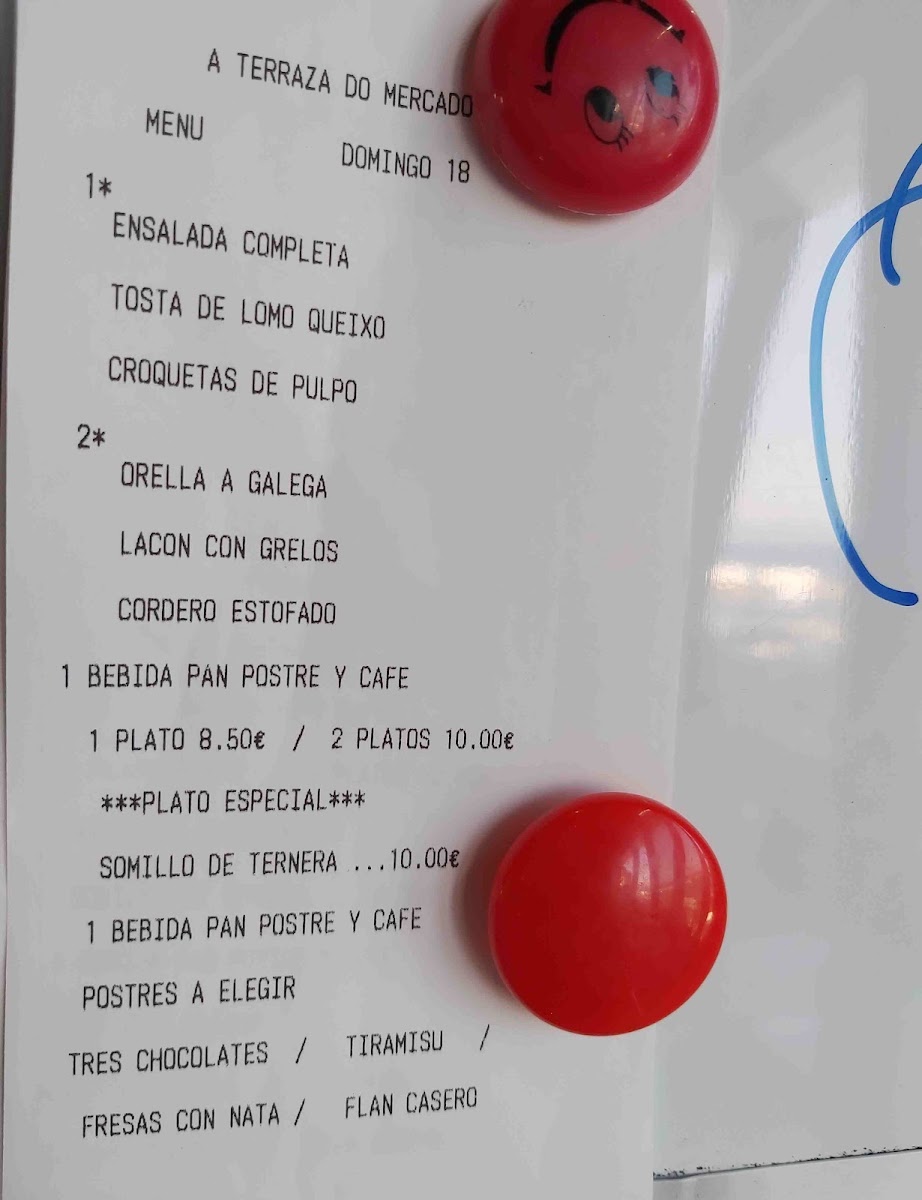 A TERRAZA DO MERCADO
MENU DOMINGO 18
1*
ENSALADA COMPLETA
TOSTA DE LOMO QUEIXO
CROQUETAS DE PULPO
2*
ORELLA A GALEGA
LACON CON GRELOS
CORDERO ESTOFADO
1 BEBIDA PAN POSTRE Y CAFE
1 PLATO 8.50€ / 2 PLATOS 10.00€
***PLATO ESPECIAL***
SOMILLO DE TERNERA ...10.00€
1 BEBIDA PAN POSTRE Y CAFE
POSTRES A ELEGIR
TRES CHOCOLATES / TIRAMISU /
FRESAS CON NATA / FLAN CASERO